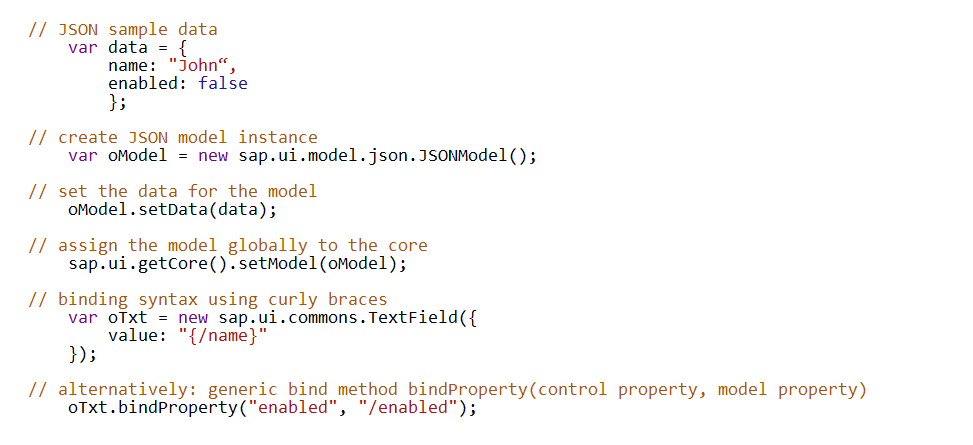 // JSON sample data
var data = {
name: "John“,
enabled: false
};
// create JSON model instance
var oModel = new sap.ui.model.json.JSONModel();
// set the data for the model
oModel.setData(data);
// assign the model globally to the core
sap.ui.getCore().setModel(oModel);
// binding syntax using curly braces
var oTxt = new sap.ui.commons.TextField({
value: "{/name}"
});
// alternatively: generic bind method bindProperty(control property, model property)
oTxt.bindProperty("enabled", "/enabled");